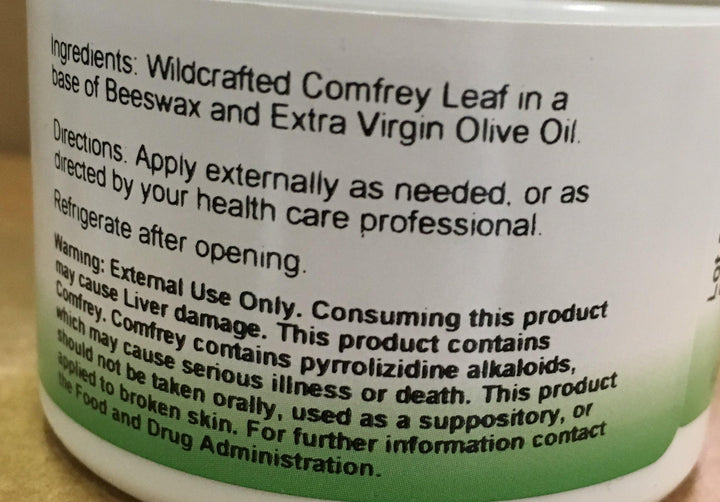 Ingredients: Wildcrafted Comfrey Leaf in a
base of Beeswax and Extra Virgin Olive Oil.
Directions. Apply externally as needed, or as
directed by your health care professional.
Refrigerate after opening.
Warning: External Use Only. Consuming this product
may cause Liver damage. This product contains
Comfrey. Comfrey contains pyrrolizidine alkaloids,
which may cause serious illness or death. This product
should not be taken orally, used as a suppository, or
applied to broken skin. For further information contact
the Food and Drug Administration.